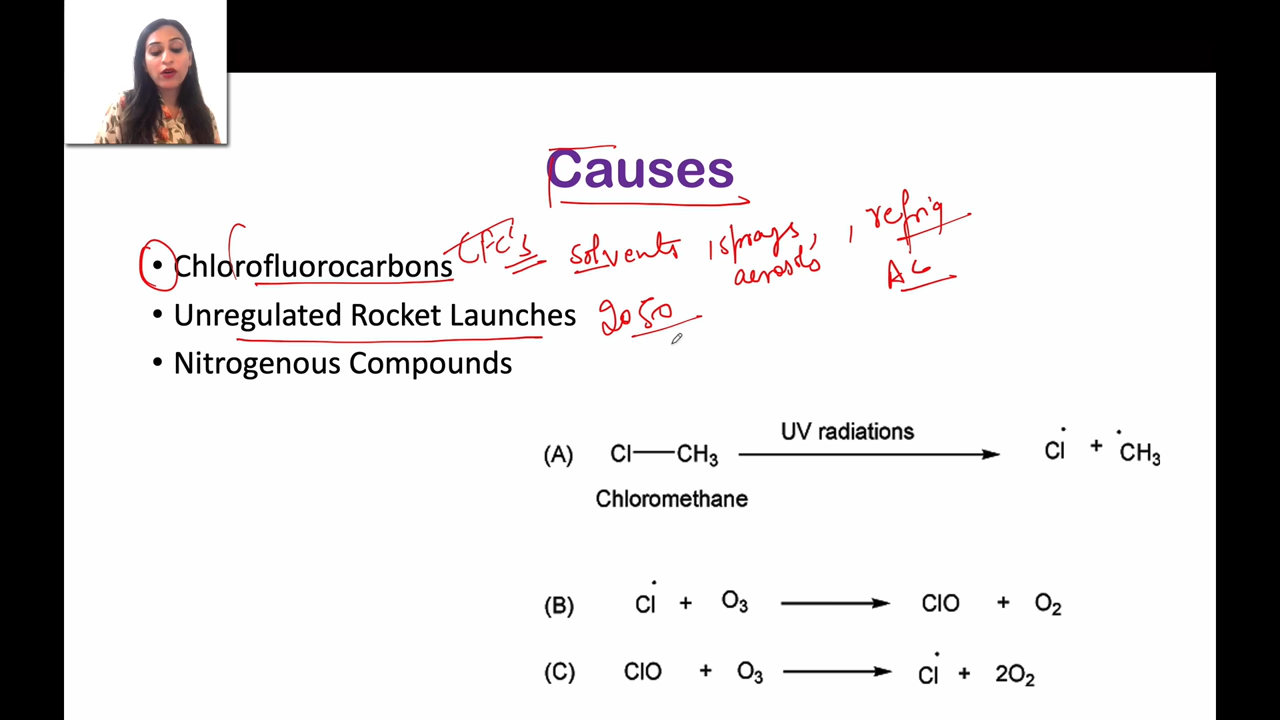 Causes
• Chlorofluorocarbons CFC's solvents, sprays, aerosols, refrig AC
• Unregulated Rocket Launches 2050
• Nitrogenous Compounds
(A) Cl—CH₃ UV radiations Cl̇ + ĊH₃
Chloromethane
(B) Cl̇ + O₃ ⟶ ClO + O₂
(C) ClO + O₃ ⟶ Cl̇ + 2O₂